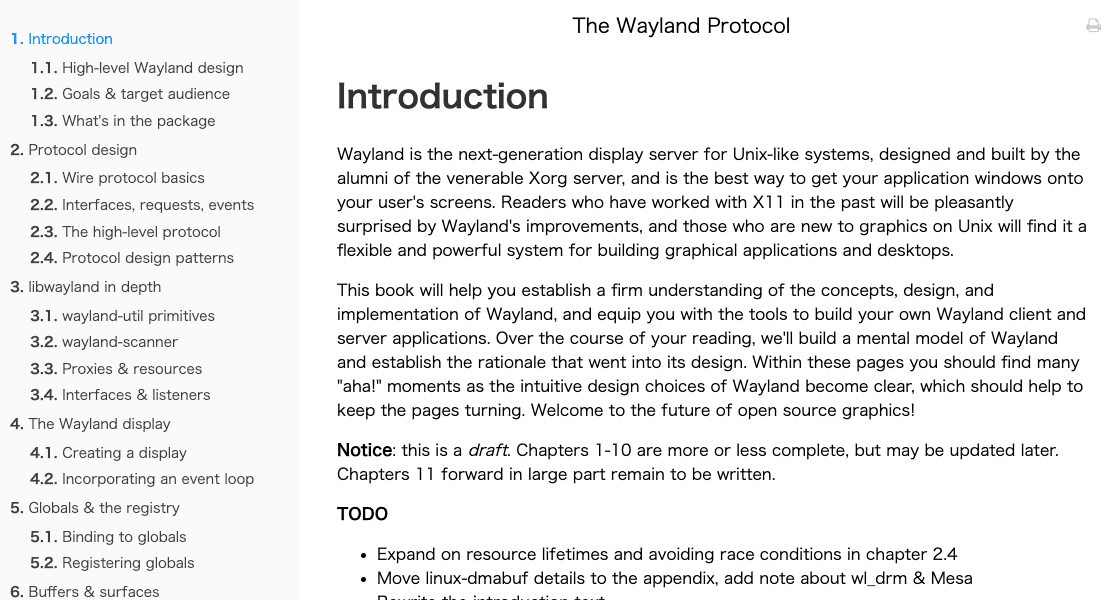 1. Introduction
1.1. High-level Wayland design
1.2. Goals & target audience
1.3. What's in the package
2. Protocol design
2.1. Wire protocol basics
2.2. Interfaces, requests, events
2.3. The high-level protocol
2.4. Protocol design patterns
3. libwayland in depth
3.1. wayland-util primitives
3.2. wayland-scanner
3.3. Proxies & resources
3.4. Interfaces & listeners
4. The Wayland display
4.1. Creating a display
4.2. Incorporating an event loop
5. Globals & the registry
5.1. Binding to globals
5.2. Registering globals
6. Buffers & surfaces
The Wayland Protocol
Introduction
Wayland is the next-generation display server for Unix-like systems, designed and built by the
alumni of the venerable Xorg server, and is the best way to get your application windows onto
your user's screens. Readers who have worked with X11 in the past will be pleasantly
surprised by Wayland's improvements, and those who are new to graphics on Unix will find it a
flexible and powerful system for building graphical applications and desktops.
This book will help you establish a firm understanding of the concepts, design, and
implementation of Wayland, and equip you with the tools to build your own Wayland client and
server applications. Over the course of your reading, we'll build a mental model of Wayland
and establish the rationale that went into its design. Within these pages you should find many
"aha!" moments as the intuitive design choices of Wayland become clear, which should help to
keep the pages turning. Welcome to the future of open source graphics!
Notice: this is a draft. Chapters 1-10 are more or less complete, but may be updated later.
Chapters 11 forward in large part remain to be written.
TODO
• Expand on resource lifetimes and avoiding race conditions in chapter 2.4
• Move linux-dmabuf details to the appendix, add note about wl_drm & Mesa
• Rewrite the introduction text